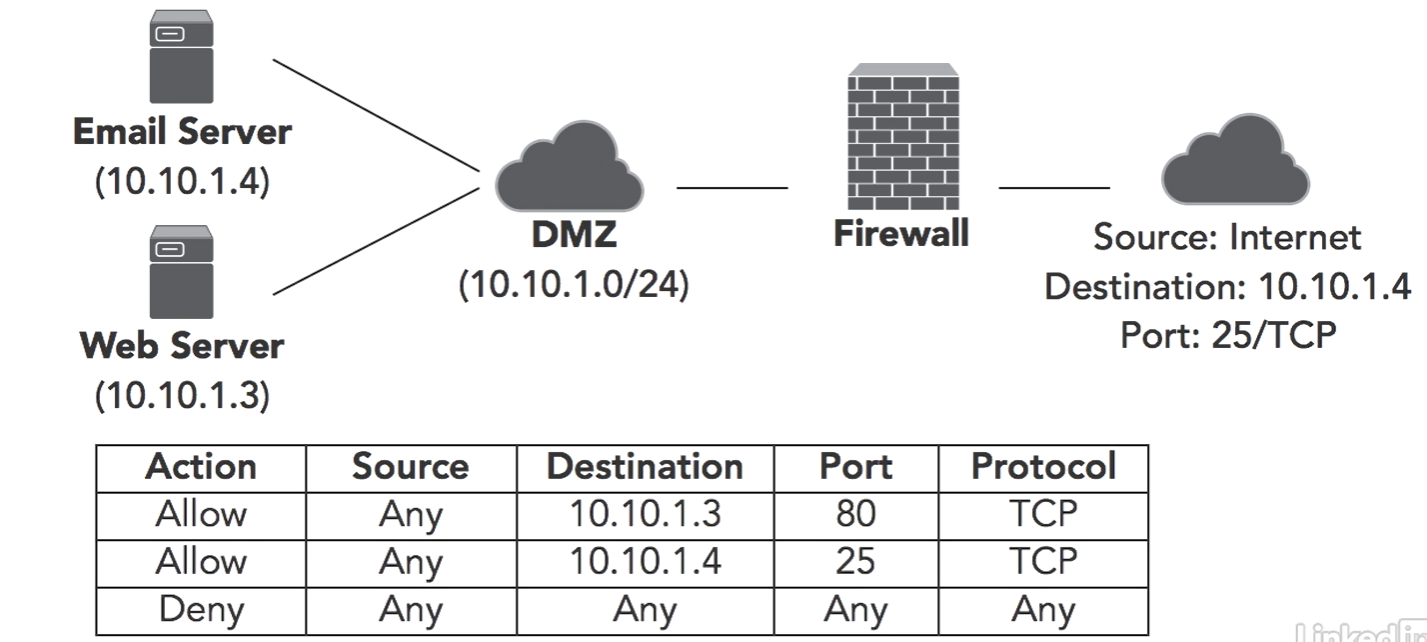 Email Server
(10.10.1.4)
Web Server
(10.10.1.3)
DMZ
(10.10.1.0/24)
Firewall
Source: Internet
Destination: 10.10.1.4
Port: 25/TCP
Action Source Destination Port Protocol
Allow Any 10.10.1.3 80 TCP
Allow Any 10.10.1.4 25 TCP
Deny Any Any Any Any